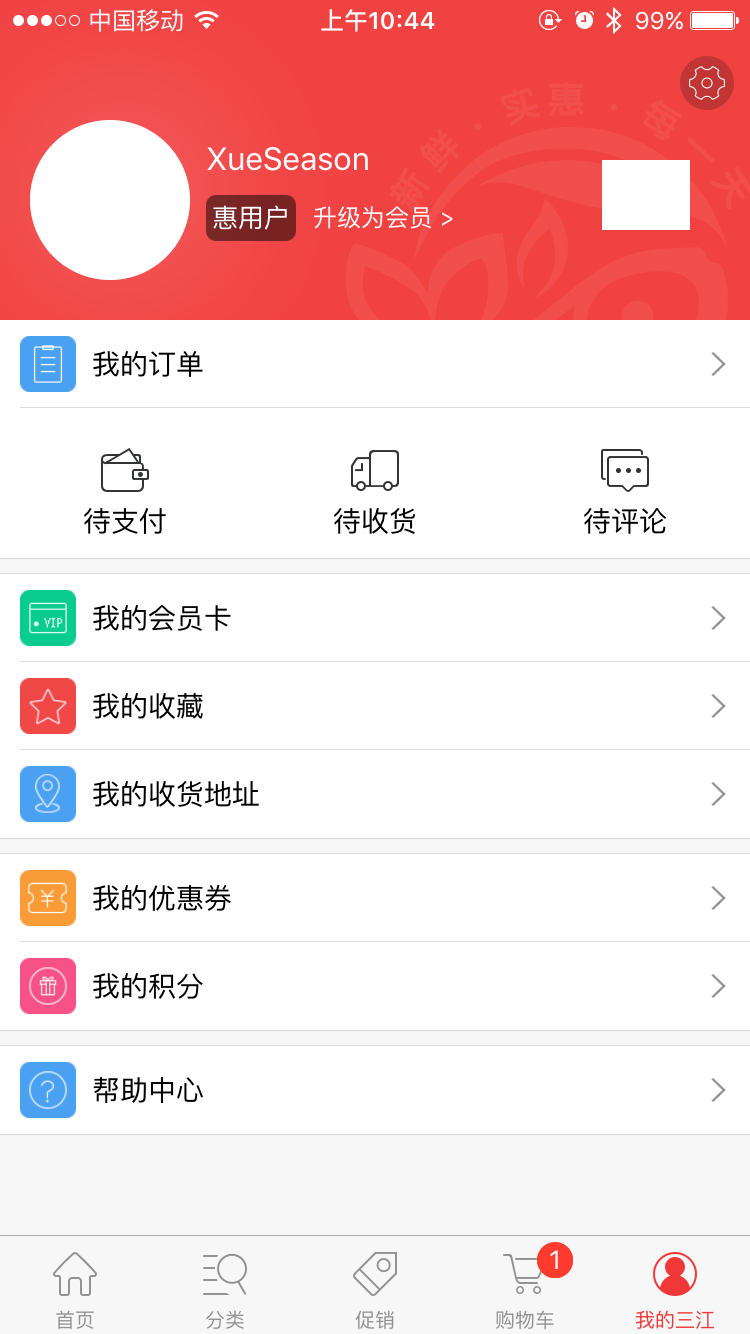 中国移动 上午10:44 99%
新鲜·实惠·每一天
XueSeason
惠用户 升级为会员 >
我的订单
待支付 待收货 待评论
VIP 我的会员卡
我的收藏
我的收货地址
¥ 我的优惠券
我的积分
? 帮助中心
1
首页 分类 促销 购物车 我的三江